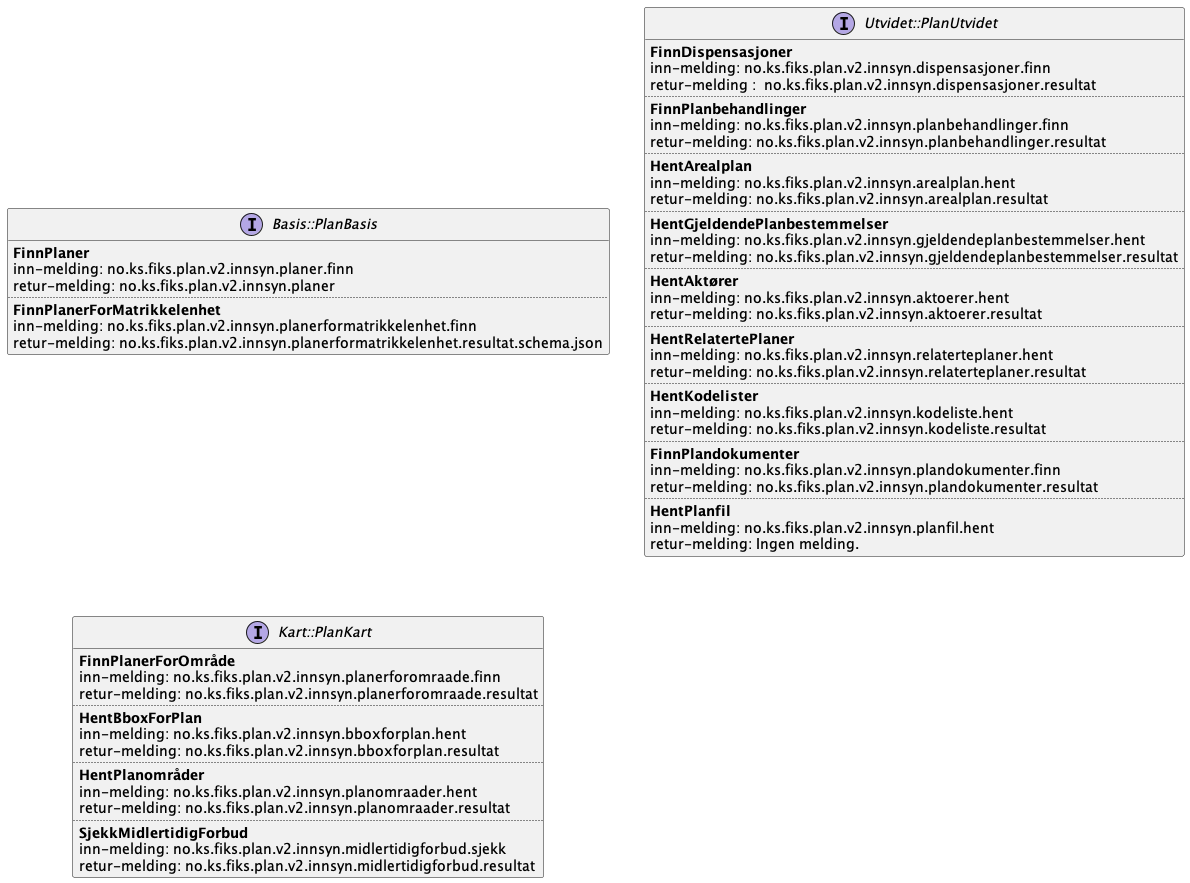 I Basis::PlanBasis
FinnPlaner
inn-melding: no.ks.fiks.plan.v2.innsyn.planer.finn
retur-melding: no.ks.fiks.plan.v2.innsyn.planer
FinnPlanerForMatrikkelenhet
inn-melding: no.ks.fiks.plan.v2.innsyn.planerformatrikkelenhet.finn
retur-melding: no.ks.fiks.plan.v2.innsyn.planerformatrikkelenhet.resultat.schema.json
I Utvidet::PlanUtvidet
FinnDispensasjoner
inn-melding: no.ks.fiks.plan.v2.innsyn.dispensasjoner.finn
retur-melding :  no.ks.fiks.plan.v2.innsyn.dispensasjoner.resultat
FinnPlanbehandlinger
inn-melding: no.ks.fiks.plan.v2.innsyn.planbehandlinger.finn
retur-melding: no.ks.fiks.plan.v2.innsyn.planbehandlinger.resultat
HentArealplan
inn-melding: no.ks.fiks.plan.v2.innsyn.arealplan.hent
retur-melding: no.ks.fiks.plan.v2.innsyn.arealplan.resultat
HentGjeldendePlanbestemmelser
inn-melding: no.ks.fiks.plan.v2.innsyn.gjeldendeplanbestemmelser.hent
retur-melding: no.ks.fiks.plan.v2.innsyn.gjeldendeplanbestemmelser.resultat
HentAktører
inn-melding: no.ks.fiks.plan.v2.innsyn.aktoerer.hent
retur-melding: no.ks.fiks.plan.v2.innsyn.aktoerer.resultat
HentRelatertePlaner
inn-melding: no.ks.fiks.plan.v2.innsyn.relaterteplaner.hent
retur-melding: no.ks.fiks.plan.v2.innsyn.relaterteplaner.resultat
HentKodelister
inn-melding: no.ks.fiks.plan.v2.innsyn.kodeliste.hent
retur-melding: no.ks.fiks.plan.v2.innsyn.kodeliste.resultat
FinnPlandokumenter
inn-melding: no.ks.fiks.plan.v2.innsyn.plandokumenter.finn
retur-melding: no.ks.fiks.plan.v2.innsyn.plandokumenter.resultat
HentPlanfil
inn-melding: no.ks.fiks.plan.v2.innsyn.planfil.hent
retur-melding: Ingen melding.
I Kart::PlanKart
FinnPlanerForOmråde
inn-melding: no.ks.fiks.plan.v2.innsyn.planerforomraade.finn
retur-melding: no.ks.fiks.plan.v2.innsyn.planerforomraade.resultat
HentBboxForPlan
inn-melding: no.ks.fiks.plan.v2.innsyn.bboxforplan.hent
retur-melding: no.ks.fiks.plan.v2.innsyn.bboxforplan.resultat
HentPlanområder
inn-melding: no.ks.fiks.plan.v2.innsyn.planomraader.hent
retur-melding: no.ks.fiks.plan.v2.innsyn.planomraader.resultat
SjekkMidlertidigForbud
inn-melding: no.ks.fiks.plan.v2.innsyn.midlertidigforbud.sjekk
retur-melding: no.ks.fiks.plan.v2.innsyn.midlertidigforbud.resultat